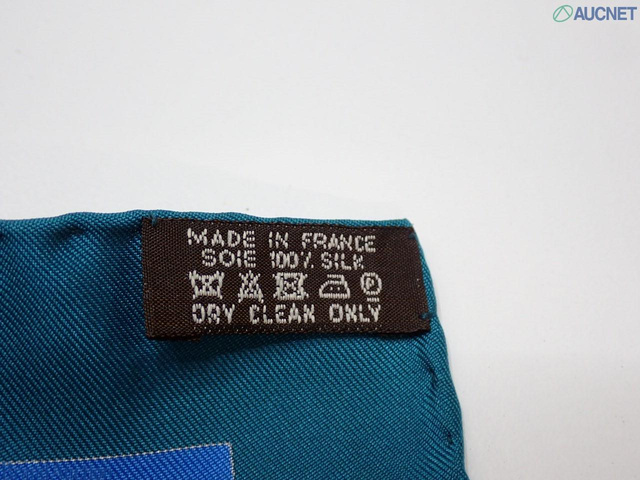 AUCNET
MADE IN FRANCE
SOIE 100% SILK
P
DRY CLEAN ONLY